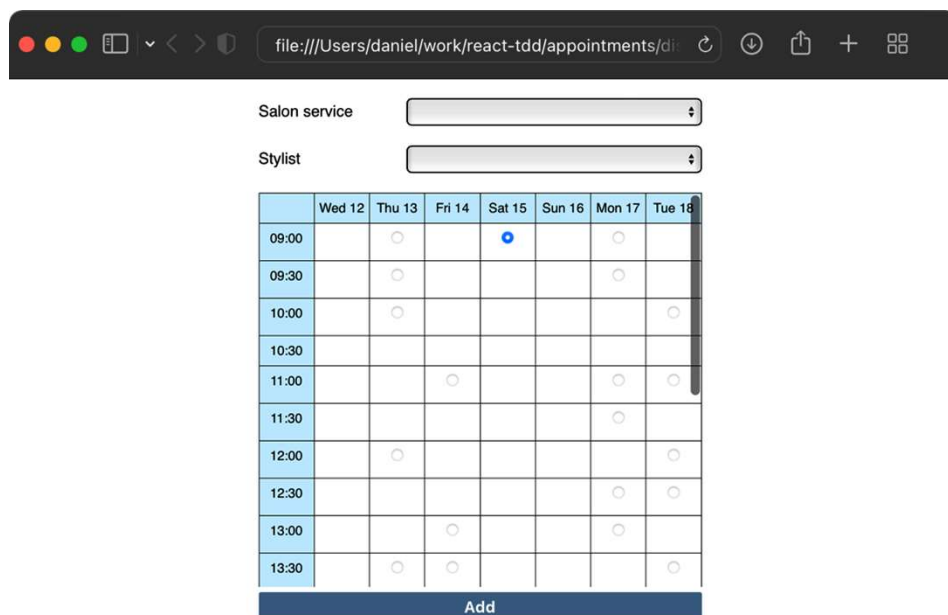 file:///Users/daniel/work/react-tdd/appointments/di
Salon service
Stylist
Wed 12 Thu 13 Fri 14 Sat 15 Sun 16 Mon 17 Tue 18
09:00
09:30
10:00
10:30
11:00
11:30
12:00
12:30
13:00
13:30
Add